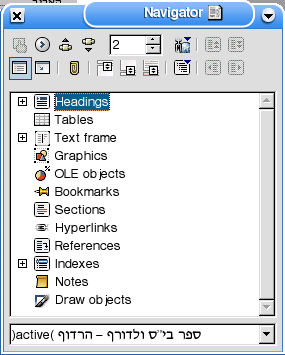 Navigator
2
Headings
Tables
Text frame
Graphics
OLE objects
Bookmarks
Sections
Hyperlinks
References
Indexes
Notes
Draw objects
ספר בי''ס ולדורף – הרדוף (active)